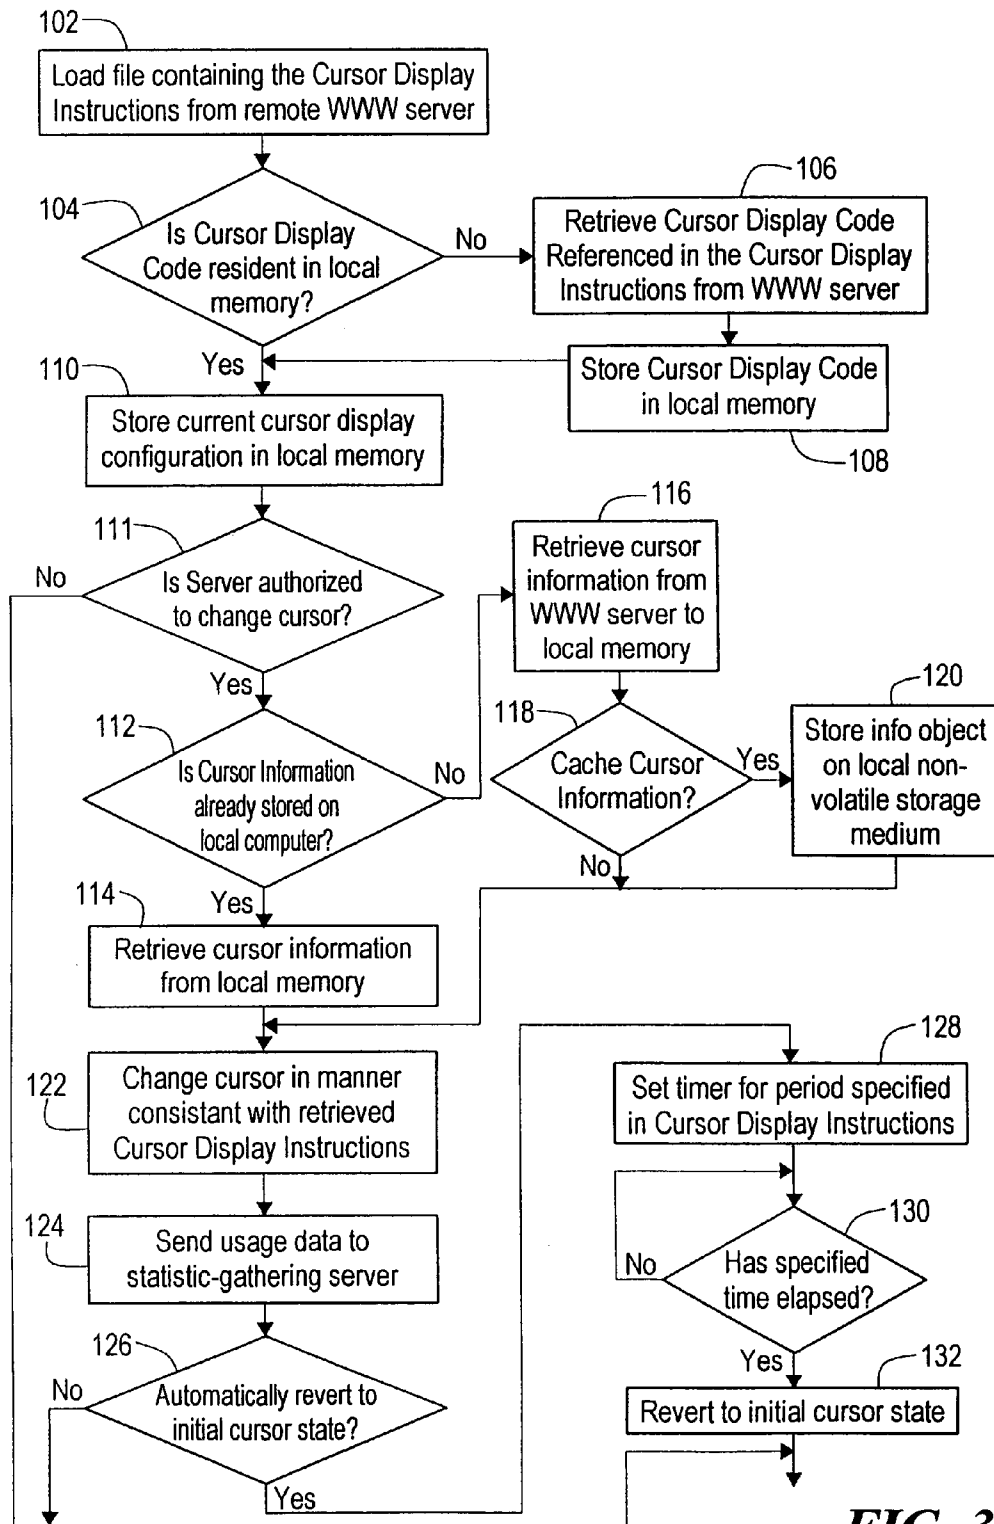 102
Load file containing the Cursor Display
Instructions from remote WWW server
104
Is Cursor Display
Code resident in local
memory?
No
Yes
106
Retrieve Cursor Display Code
Referenced in the Cursor Display
Instructions from WWW server
Store Cursor Display Code
in local memory
108
110
Store current cursor display
configuration in local memory
111
Is Server authorized
to change cursor?
No
Yes
112
Is Cursor Information
already stored on
local computer?
No
Yes
116
Retrieve cursor
information from
WWW server to
local memory
118
Cache Cursor
Information?
Yes
No
120
Store info object
on local non-
volatile storage
medium
114
Retrieve cursor information
from local memory
122
Change cursor in manner
consistant with retrieved
Cursor Display Instructions
124
Send usage data to
statistic-gathering server
126
Automatically revert to
initial cursor state?
No
Yes
128
Set timer for period specified
in Cursor Display Instructions
130
Has specified
time elapsed?
No
Yes
132
Revert to initial cursor state
FIG. 3